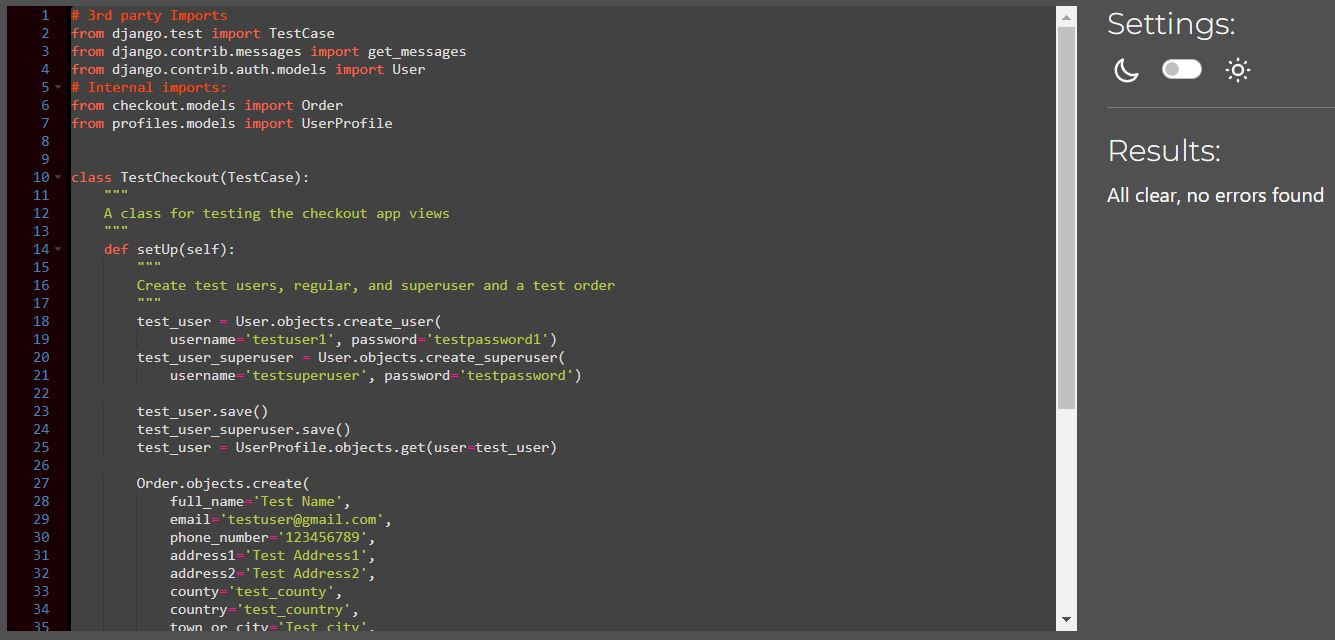 1 # 3rd party Imports
2 from django.test import TestCase
3 from django.contrib.messages import get_messages
4 from django.contrib.auth.models import User
5 # Internal imports:
6 from checkout.models import Order
7 from profiles.models import UserProfile
8
9
10 class TestCheckout(TestCase):
11     """
12     A class for testing the checkout app views
13     """
14     def setUp(self):
15         """
16         Create test users, regular, and superuser and a test order
17         """
18         test_user = User.objects.create_user(
19             username='testuser1', password='testpassword1')
20         test_user_superuser = User.objects.create_superuser(
21             username='testsuperuser', password='testpassword')
22
23         test_user.save()
24         test_user_superuser.save()
25         test_user = UserProfile.objects.get(user=test_user)
26
27         Order.objects.create(
28             full_name='Test Name',
29             email='testuser@gmail.com',
30             phone_number='123456789',
31             address1='Test Address1',
32             address2='Test Address2',
33             county='test_county',
34             country='test_country',
35             town_or_city='Test city',
Settings:
Results:
All clear, no errors found